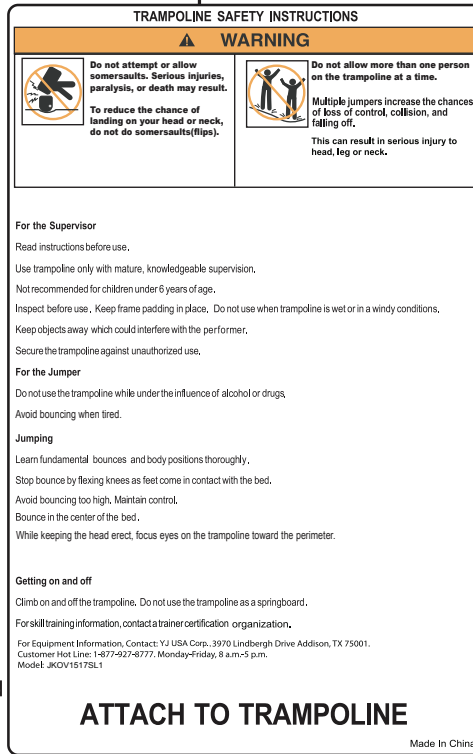 TRAMPOLINE SAFETY INSTRUCTIONS
WARNING
Do not attempt or allow
somersaults. Serious injuries,
paralysis, or death may result.
To reduce the chance of
landing on your head or neck,
do not do somersaults(flips).
Do not allow more than one person
on the trampoline at a time.
Multiple jumpers increase the chances
of loss of control, collision, and
falling off.
This can result in serious injury to
head, leg or neck.
For the Supervisor
Read instructions before use.
Use trampoline only with mature, knowledgeable supervision.
Not recommended for children under 6 years of age.
Inspect before use. Keep frame padding in place. Do not use when trampoline is wet or in a windy conditions.
Keep objects away which could interfere with the performer.
Secure the trampoline against unauthorized use.
For the Jumper
Do not use the trampoline while under the influence of alcohol or drugs.
Avoid bouncing when tired.
Jumping
Learn fundamental bounces and body positions thoroughly.
Stop bounce by flexing knees as feet come in contact with the bed.
Avoid bouncing too high. Maintain control.
Bounce in the center of the bed.
While keeping the head erect, focus eyes on the trampoline toward the perimeter.
Getting on and off
Climb on and off the trampoline. Do not use the trampoline as a springboard.
For skill training information, contact a trainer certification organization.
For Equipment Information, Contact: YJ USA Corp., 3970 Lindbergh Drive Addison, TX 75001.
Customer Hot Line: 1-877-927-8777. Monday-Friday, 8 a.m.-5 p.m.
Model: JKOV1517SL1
ATTACH TO TRAMPOLINE
Made In China